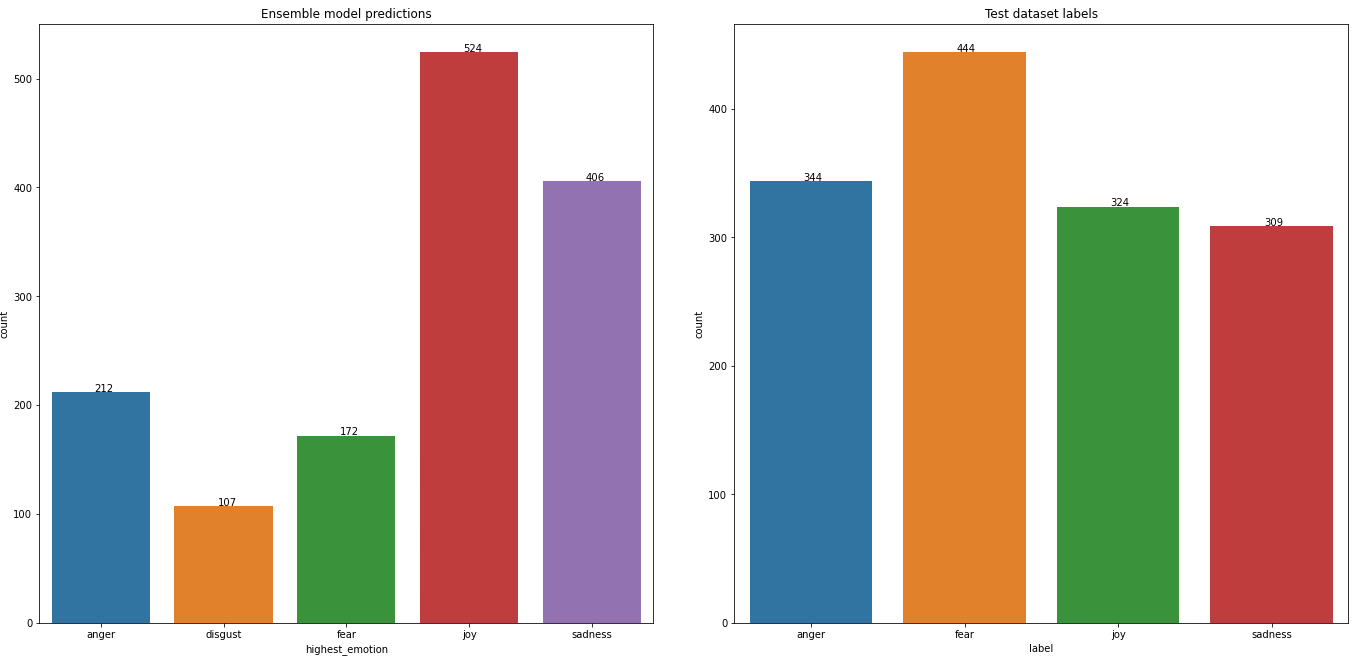 Ensemble model predictions
524
500
406
400
300
count
212
200
172
107
100
0
anger disgust fear joy sadness
highest_emotion
Test dataset labels
444
400
344
324
309
300
count
200
100
0
anger fear joy sadness
label